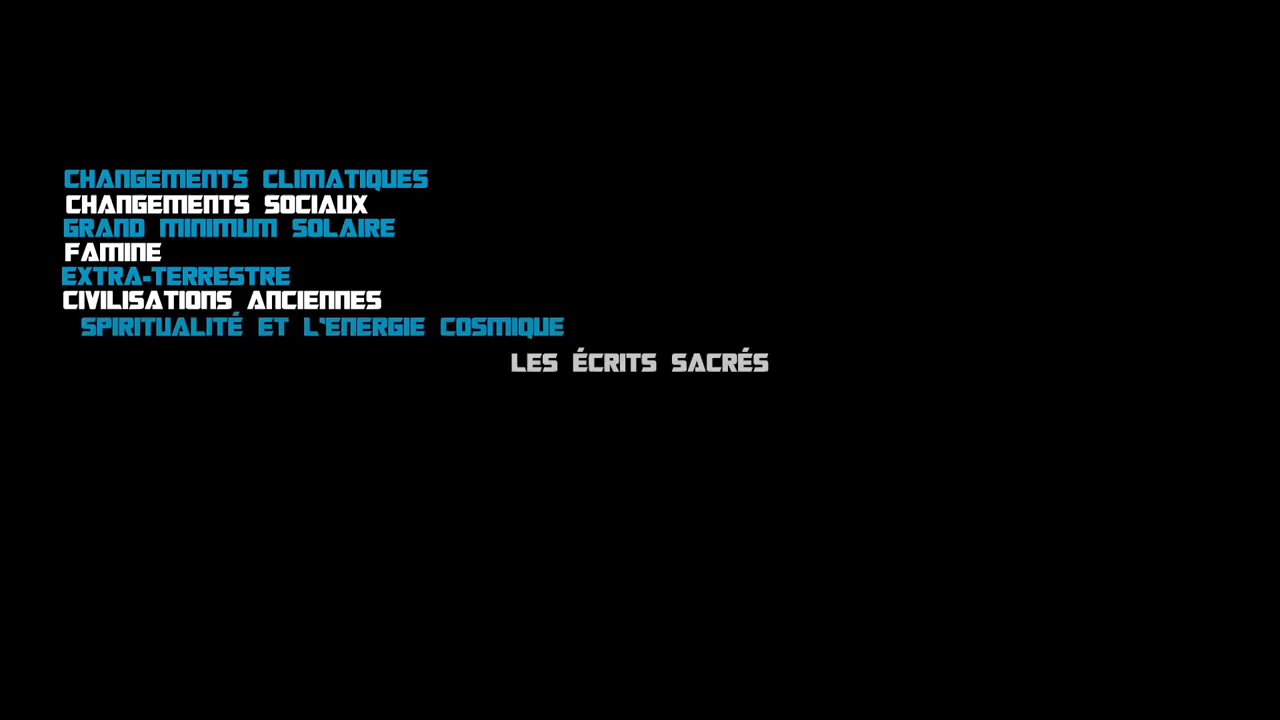 CHANGEMENTS CLIMATIQUES
CHANGEMENTS SOCIAUX
GRAND MINIMUM SOLAIRE
FAMINE
EXTRA-TERRESTRE
CIVILISATIONS ANCIENNES
SPIRITUALITÉ ET L'ENERGIE COSMIQUE
LES ÉCRITS SACRÉS